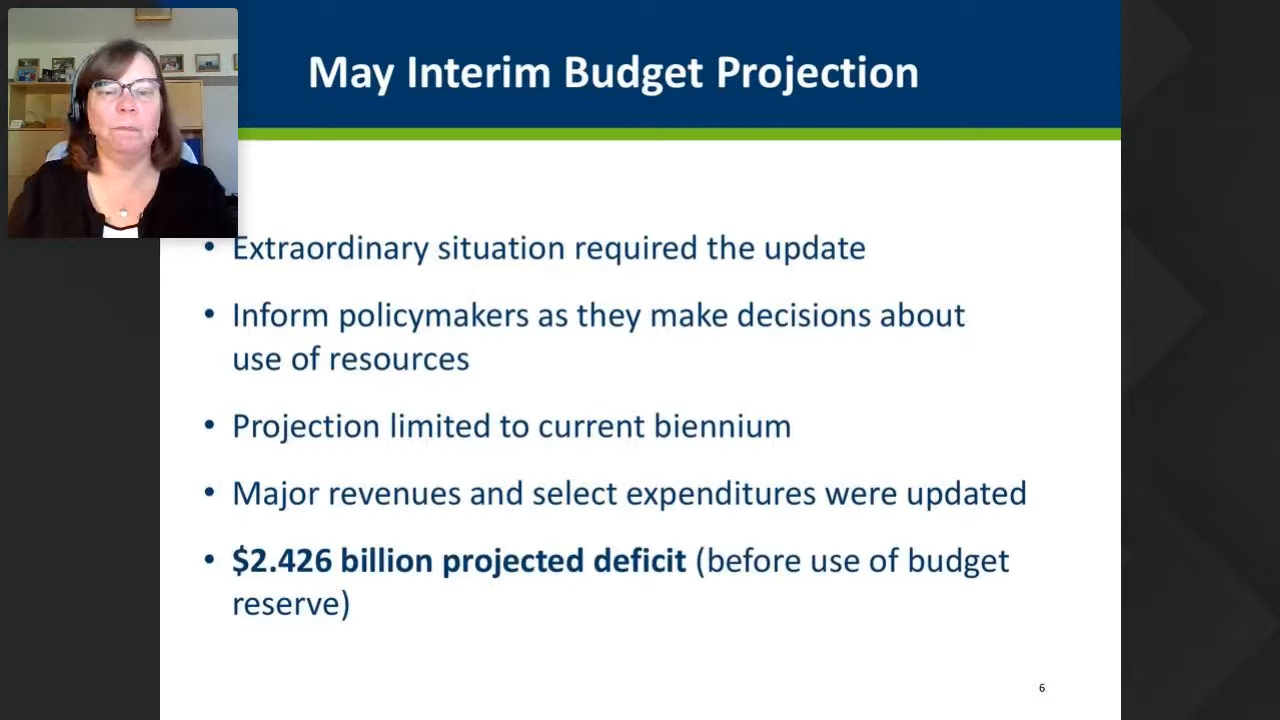 May Interim Budget Projection
• Extraordinary situation required the update
• Inform policymakers as they make decisions about
use of resources
• Projection limited to current biennium
• Major revenues and select expenditures were updated
• $2.426 billion projected deficit (before use of budget
reserve)
6